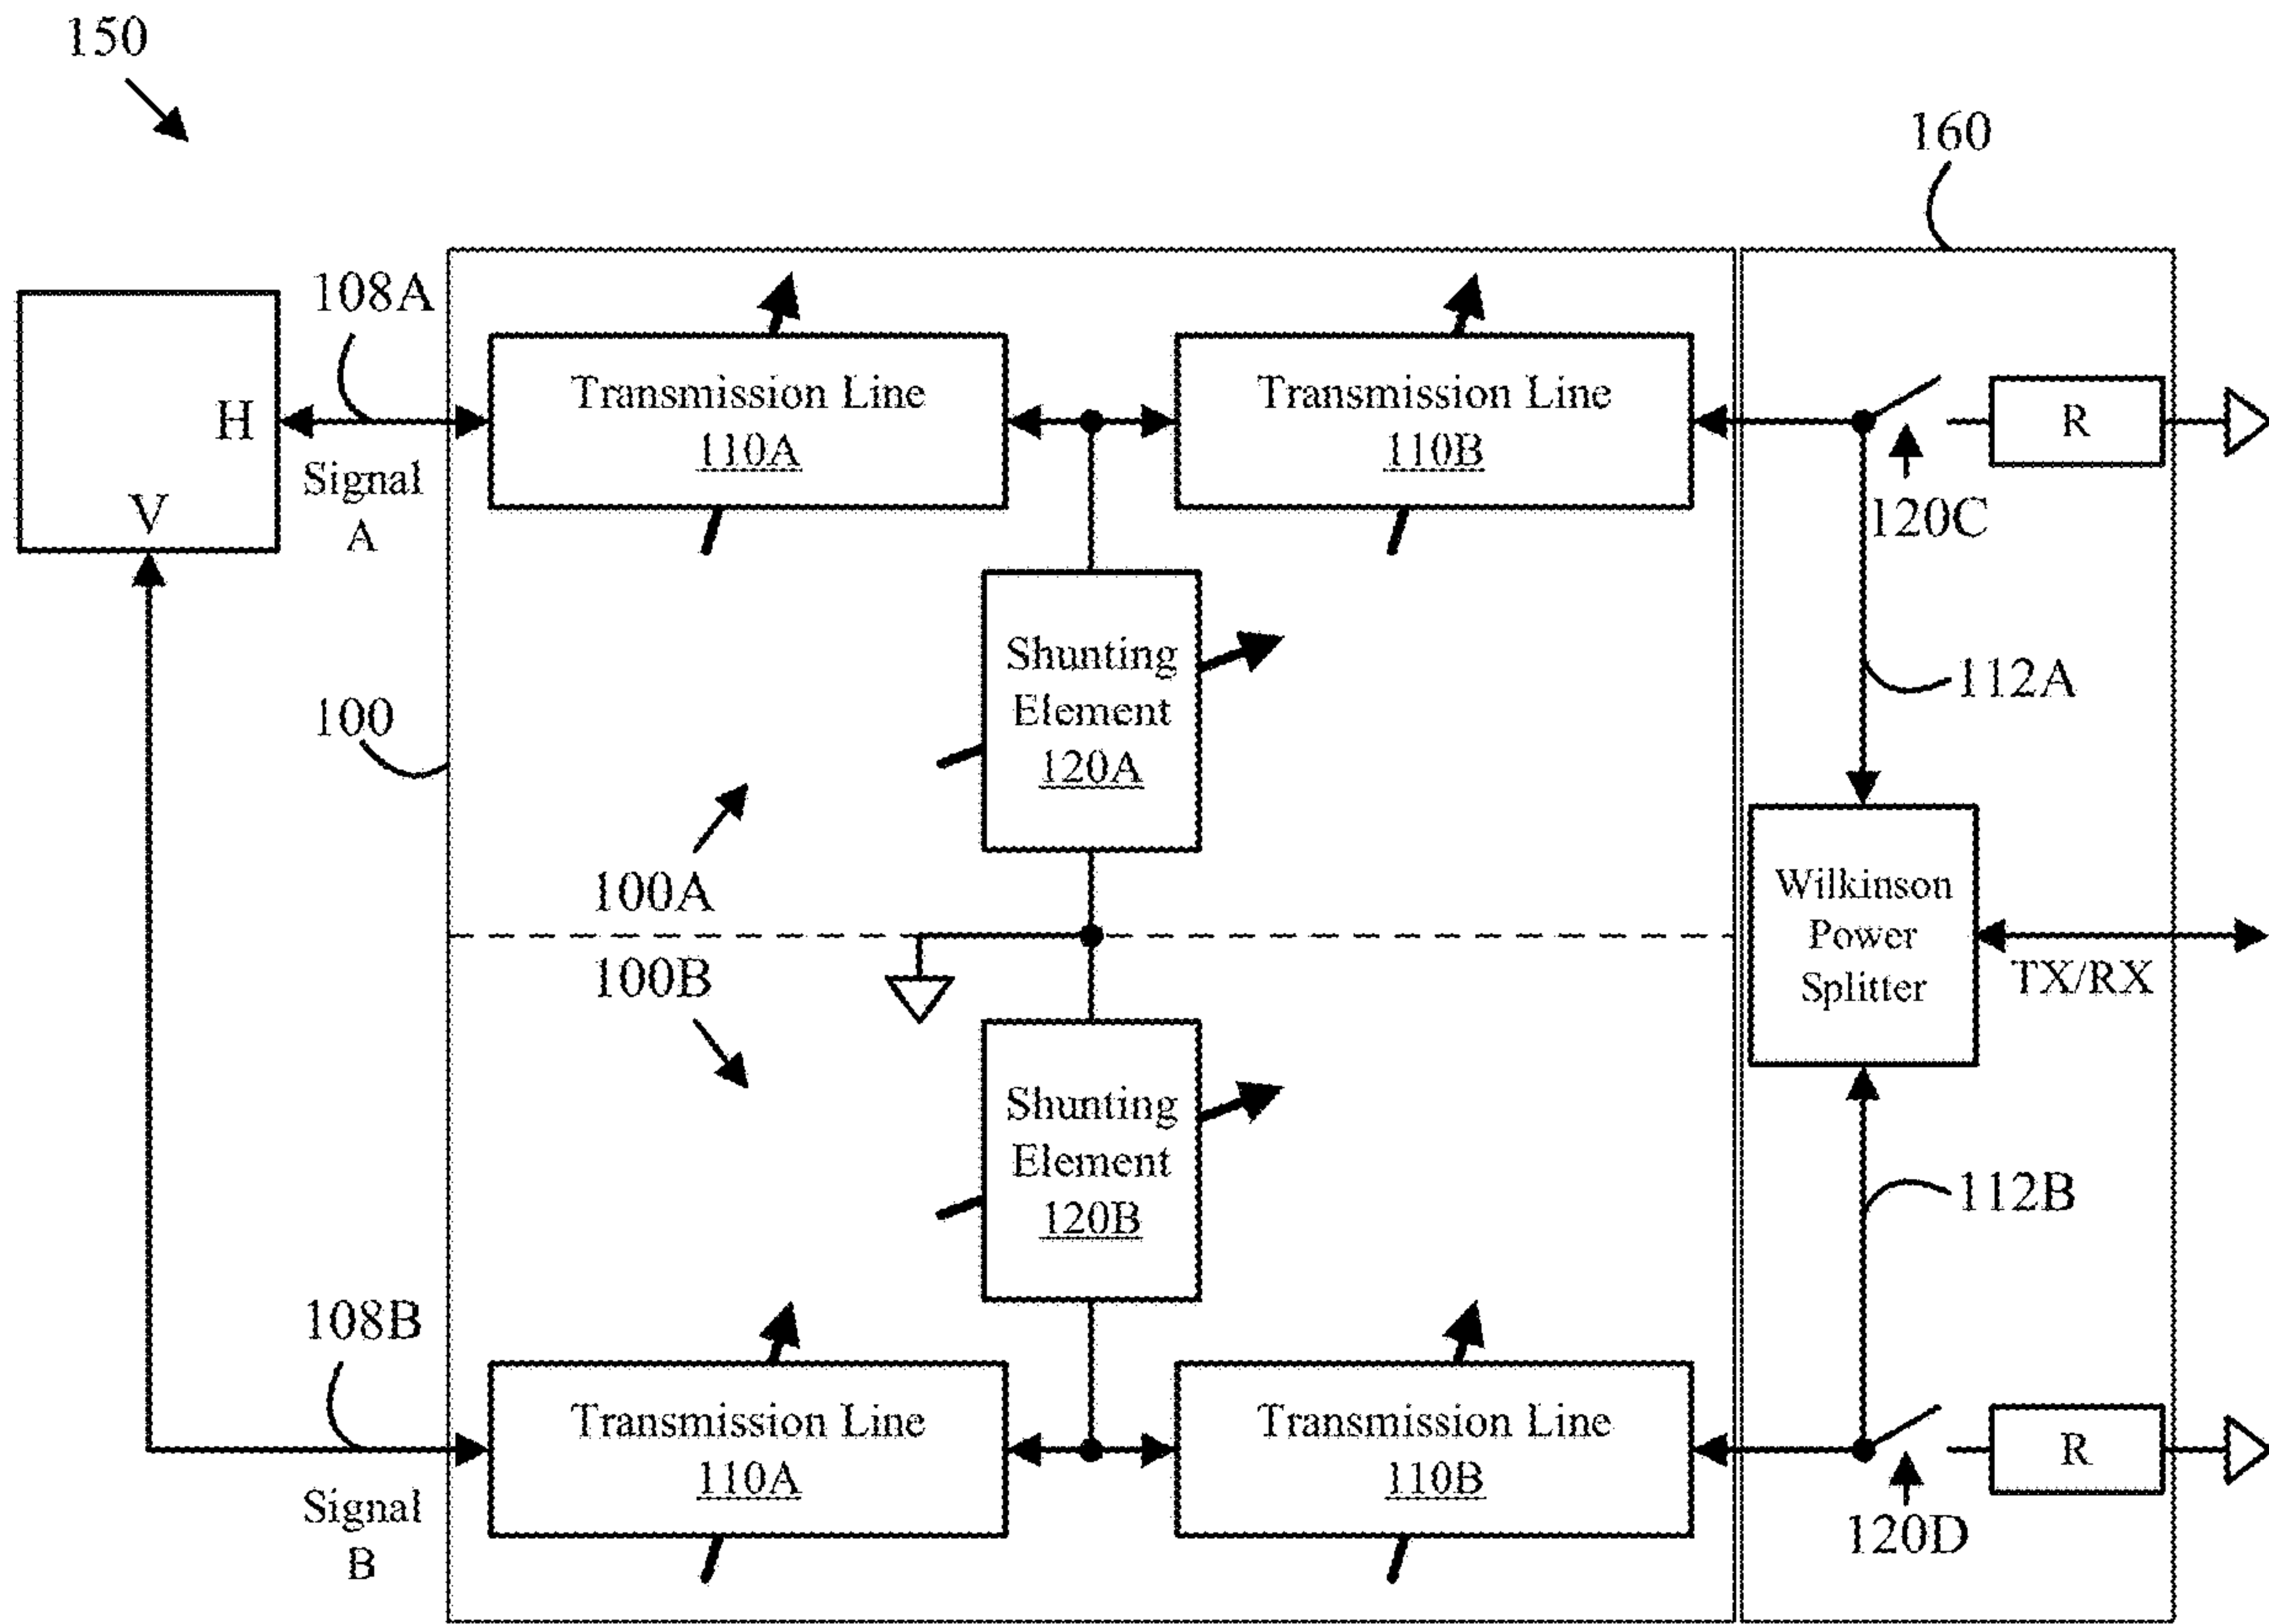 150
160
108A
Transmission Line
110A
Transmission Line
110B
H
V
Signal
A
R
120C
100
Shunting
Element
120A
112A
100A
Wilkinson
Power
Splitter
TX/RX
100B
Shunting
Element
120B
112B
108B
Transmission Line
110A
Transmission Line
110B
R
Signal
B
120D